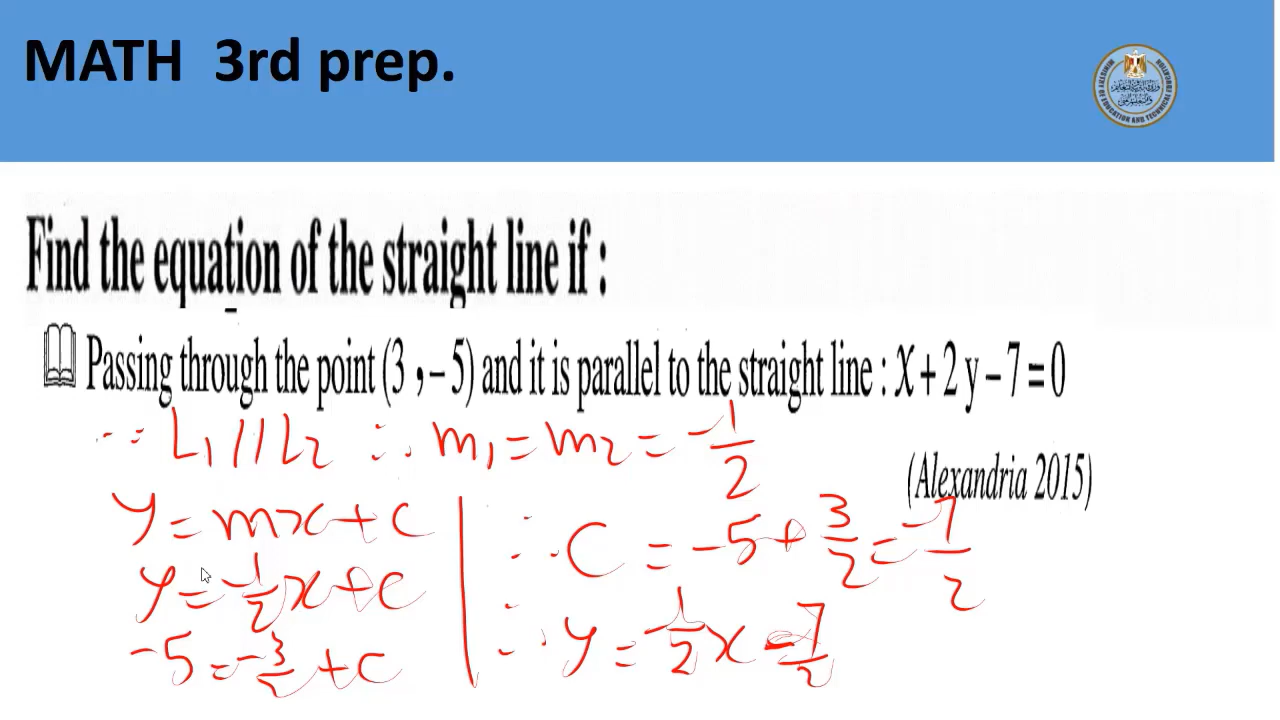 MATH 3rd prep.
Find the equation of the straight line if :
Passing through the point (3 , – 5) and it is parallel to the straight line : x + 2 y – 7 = 0
(Alexandria 2015)
∵ L₁ // L₂ ∴ m₁ = m₂ = -1/2
y = mx + c
y = -1/2 x + c
-5 = -3/2 + c
∴ C = -5 + 3/2 = -7/2
∴ y = -1/2 x - 7/2